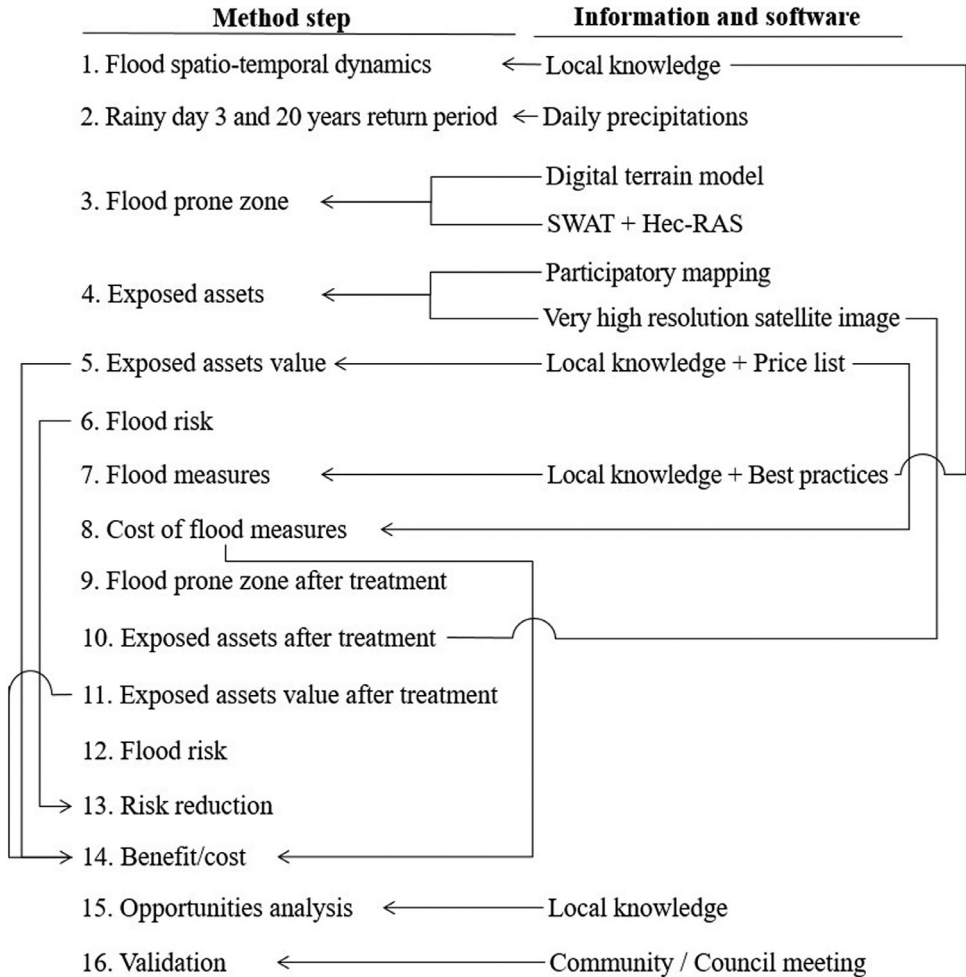 Method step Information and software
1. Flood spatio-temporal dynamics Local knowledge
2. Rainy day 3 and 20 years return period Daily precipitations
Digital terrain model
3. Flood prone zone
SWAT + Hec-RAS
Participatory mapping
4. Exposed assets
Very high resolution satellite image
5. Exposed assets value Local knowledge + Price list
6. Flood risk
7. Flood measures Local knowledge + Best practices
8. Cost of flood measures
9. Flood prone zone after treatment
10. Exposed assets after treatment
11. Exposed assets value after treatment
12. Flood risk
13. Risk reduction
14. Benefit/cost
15. Opportunities analysis Local knowledge
16. Validation Community / Council meeting